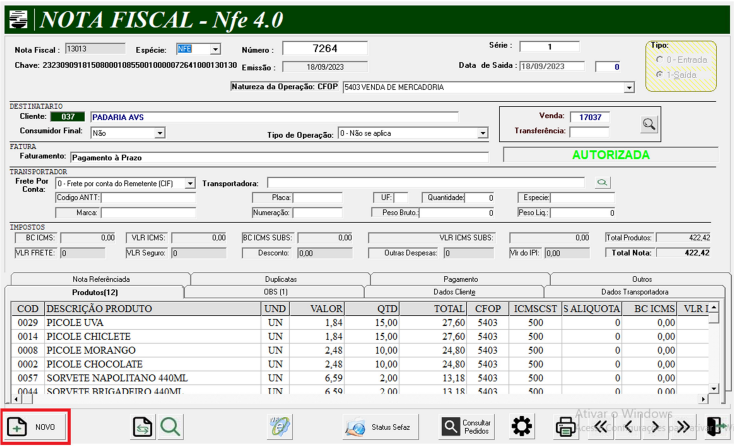 NOTA FISCAL - Nfe 4.0
Nota Fiscal : 13013 Espécie: NFE Número : 7264 Série : 1 Tipo:
0 - Entrada
1-Saída
Chave: 23230909181508000108550010000072641000130130 Emissão : 18/09/2023 Data de Saida : 18/09/2023 0
Natureza da Operação: CFOP 5403 VENDA DE MERCADORIA
DESTINATARIO
Cliente: 037 PADARIA AVS Venda: 17037
Consumidor Final: Não Tipo de Operação: 0 - Não se aplica Transferência:
FATURA
Faturamento: Pagamento à Prazo AUTORIZADA
TRANSPORTADOR
Frete Por Conta: 0 - Frete por conta do Remetente (CIF) Transportadora:
Codigo ANTT: Placa: UF: Quantidade: 0 Especie:
Marca: Numeração: Peso Bruto.: 0 Peso Liq.: 0
IMPOSTOS
BC ICMS: 0,00 VLR ICMS: 0,00 BC ICMS SUBS: 0,00 VLR ICMS SUBS: 0,00 Total Produtos: 422,42
VLR FRETE: 0 VLR Seguro: 0 Desconto: 0,00 Outras Despesas: 0 Vlr do IPI: 0,00 Total Nota: 422,42
Nota Referênciada Duplicatas Pagamento Outros
Produtos(12) OBS (1) Dados Cliente Dados Transportadora
COD DESCRIÇÃO PRODUTO UND VALOR QTD TOTAL CFOP ICMSCST S ALIQUOTA BC ICMS VLR I
0029 PICOLE UVA UN 1,84 15,00 27,60 5403 500 0 0,00
0014 PICOLE CHICLETE UN 1,84 15,00 27,60 5403 500 0 0,00
0008 PICOLE MORANGO UN 2,48 10,00 24,80 5403 500 0 0,00
0002 PICOLE CHOCOLATE UN 2,48 10,00 24,80 5403 500 0 0,00
0057 SORVETE NAPOLITANO 440ML UN 6,59 2,00 13,18 5403 500 0 0,00
0044 SORVETE BRIGADEIRO 440ML UN 6,59 2,00 13,18 5403 500 0 0,00
NOVO Status Sefaz Consultar Pedidos
Ativar o Windows